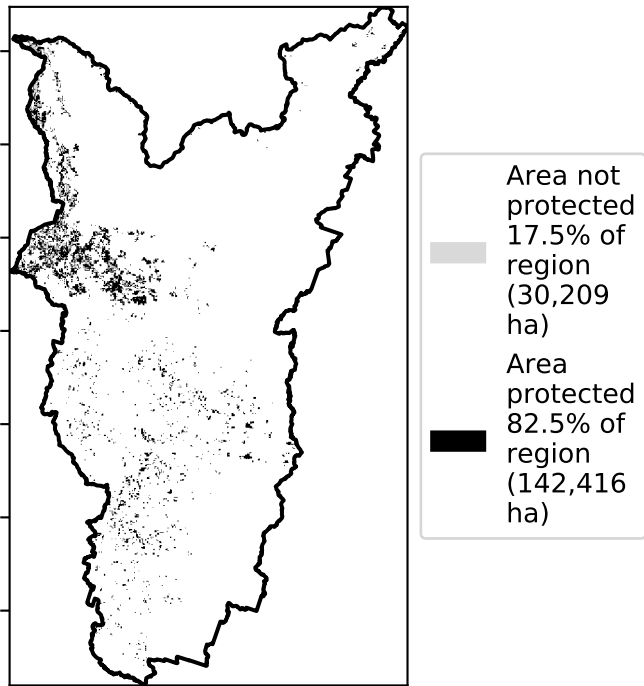 Area not
protected
17.5% of
region
(30,209
ha)
Area
protected
82.5% of
region
(142,416
ha)